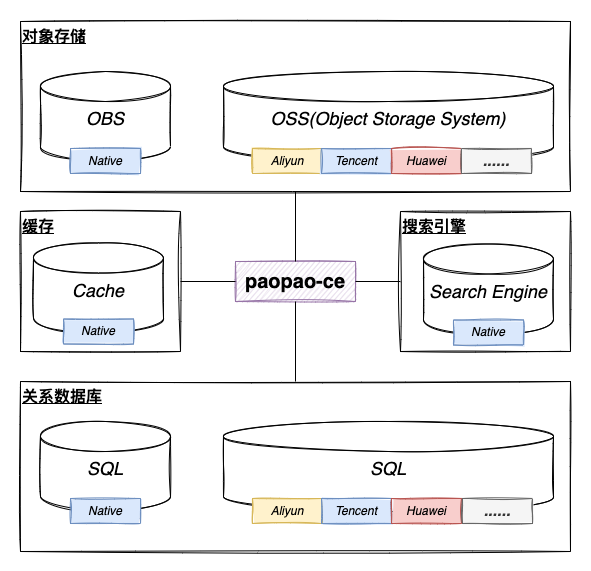 对象存储
OBS
Native
OSS(Object Storage System)
Aliyun
Tencent
Huawei
......
缓存
Cache
Native
paopao-ce
搜索引擎
Search Engine
Native
关系数据库
SQL
Native
SQL
Aliyun
Tencent
Huawei
......